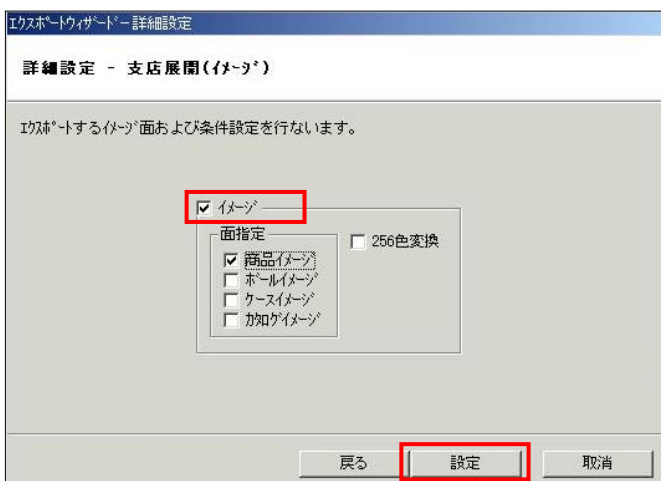 ｴｸｽﾎﾟｰﾄｳｨｻﾞｰﾄﾞｰ詳細設定
詳細設定 - 支店展開(ｲﾒｰｼﾞ)
ｴｸｽﾎﾟｰﾄするｲﾒｰｼﾞ面および条件設定を行ないます。
ｲﾒｰｼﾞ
面指定
256色変換
商品ｲﾒｰｼﾞ
ﾎﾞｰﾙｲﾒｰｼﾞ
ｹｰｽｲﾒｰｼﾞ
ｶﾀﾛｸﾞｲﾒｰｼﾞ
戻る 設定 取消